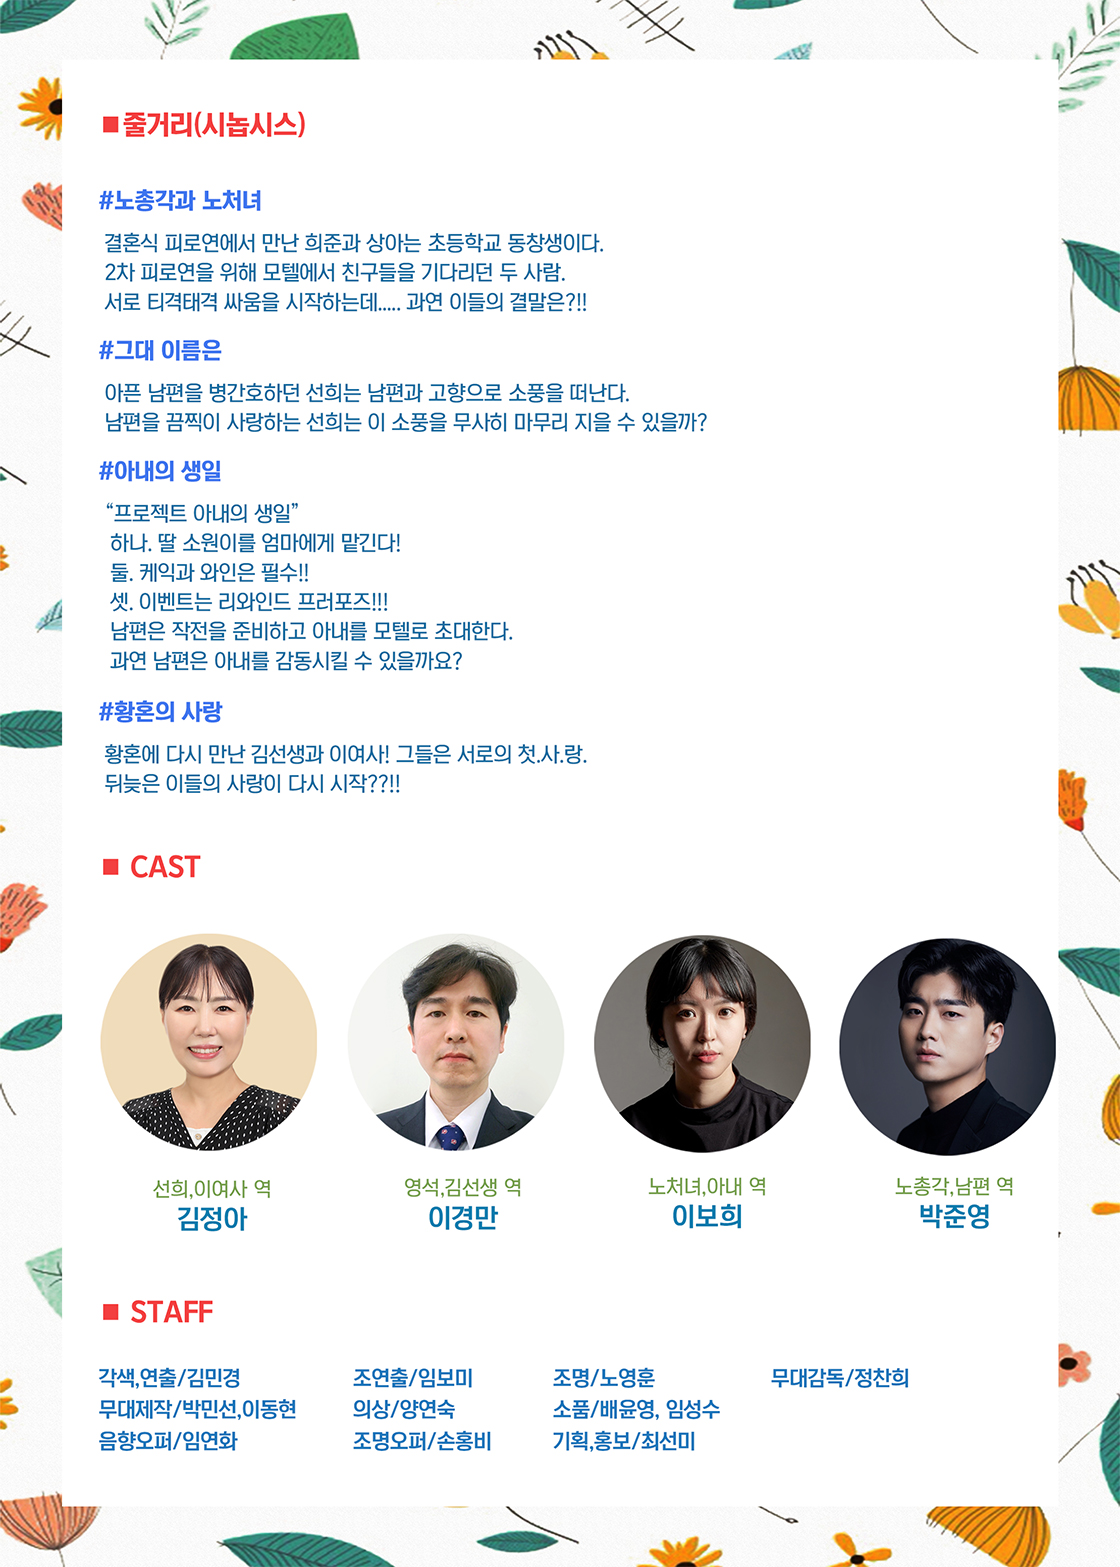 ■줄거리(시놉시스)
#노총각과 노처녀
결혼식 피로연에서 만난 희준과 상아는 초등학교 동창생이다.
2차 피로연을 위해 모텔에서 친구들을 기다리던 두 사람.
서로 티격태격 싸움을 시작하는데..... 과연 이들의 결말은?!!
#그대 이름은
아픈 남편을 병간호하던 선희는 남편과 고향으로 소풍을 떠난다.
남편을 끔찍이 사랑하는 선희는 이 소풍을 무사히 마무리 지을 수 있을까?
#아내의 생일
“프로젝트 아내의 생일”
하나. 딸 소원이를 엄마에게 맡긴다!
둘. 케익과 와인은 필수!!
셋. 이벤트는 리와인드 프러포즈!!!
남편은 작전을 준비하고 아내를 모텔로 초대한다.
과연 남편은 아내를 감동시킬 수 있을까요?
#황혼의 사랑
황혼에 다시 만난 김선생과 이여사! 그들은 서로의 첫.사.랑.
뒤늦은 이들의 사랑이 다시 시작??!!
■ CAST
선희,이여사 역
김정아
영석,김선생 역
이경만
노처녀,아내 역
이보희
노총각,남편 역
박준영
■ STAFF
각색,연출/김민경 조연출/임보미 조명/노영훈 무대감독/정찬희
무대제작/박민선,이동현 의상/양연숙 소품/배윤영, 임성수
음향오퍼/임연화 조명오퍼/손홍비 기획,홍보/최선미